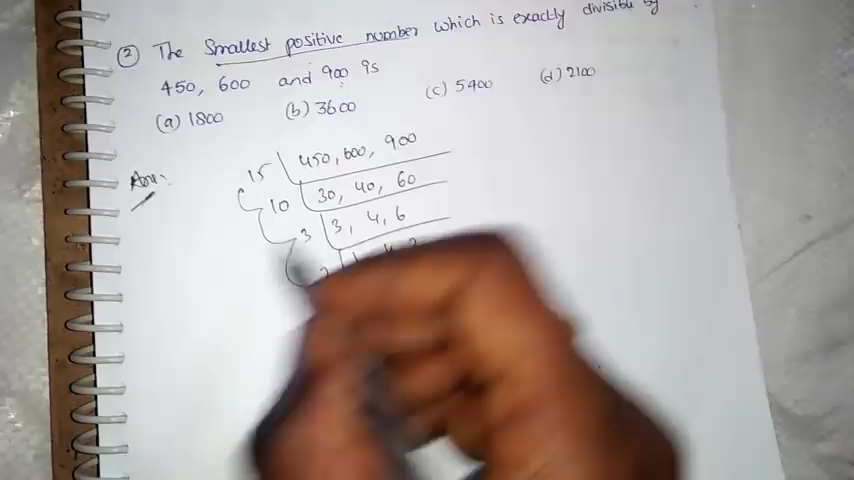 ② The Smallest positive number which is exactly divisible by
450, 600 and 900 is
(a) 1800 (b) 3600 (c) 5400 (d) 2100
Ans:
15 450, 600, 900
10 30, 40, 60
3 3, 4, 6